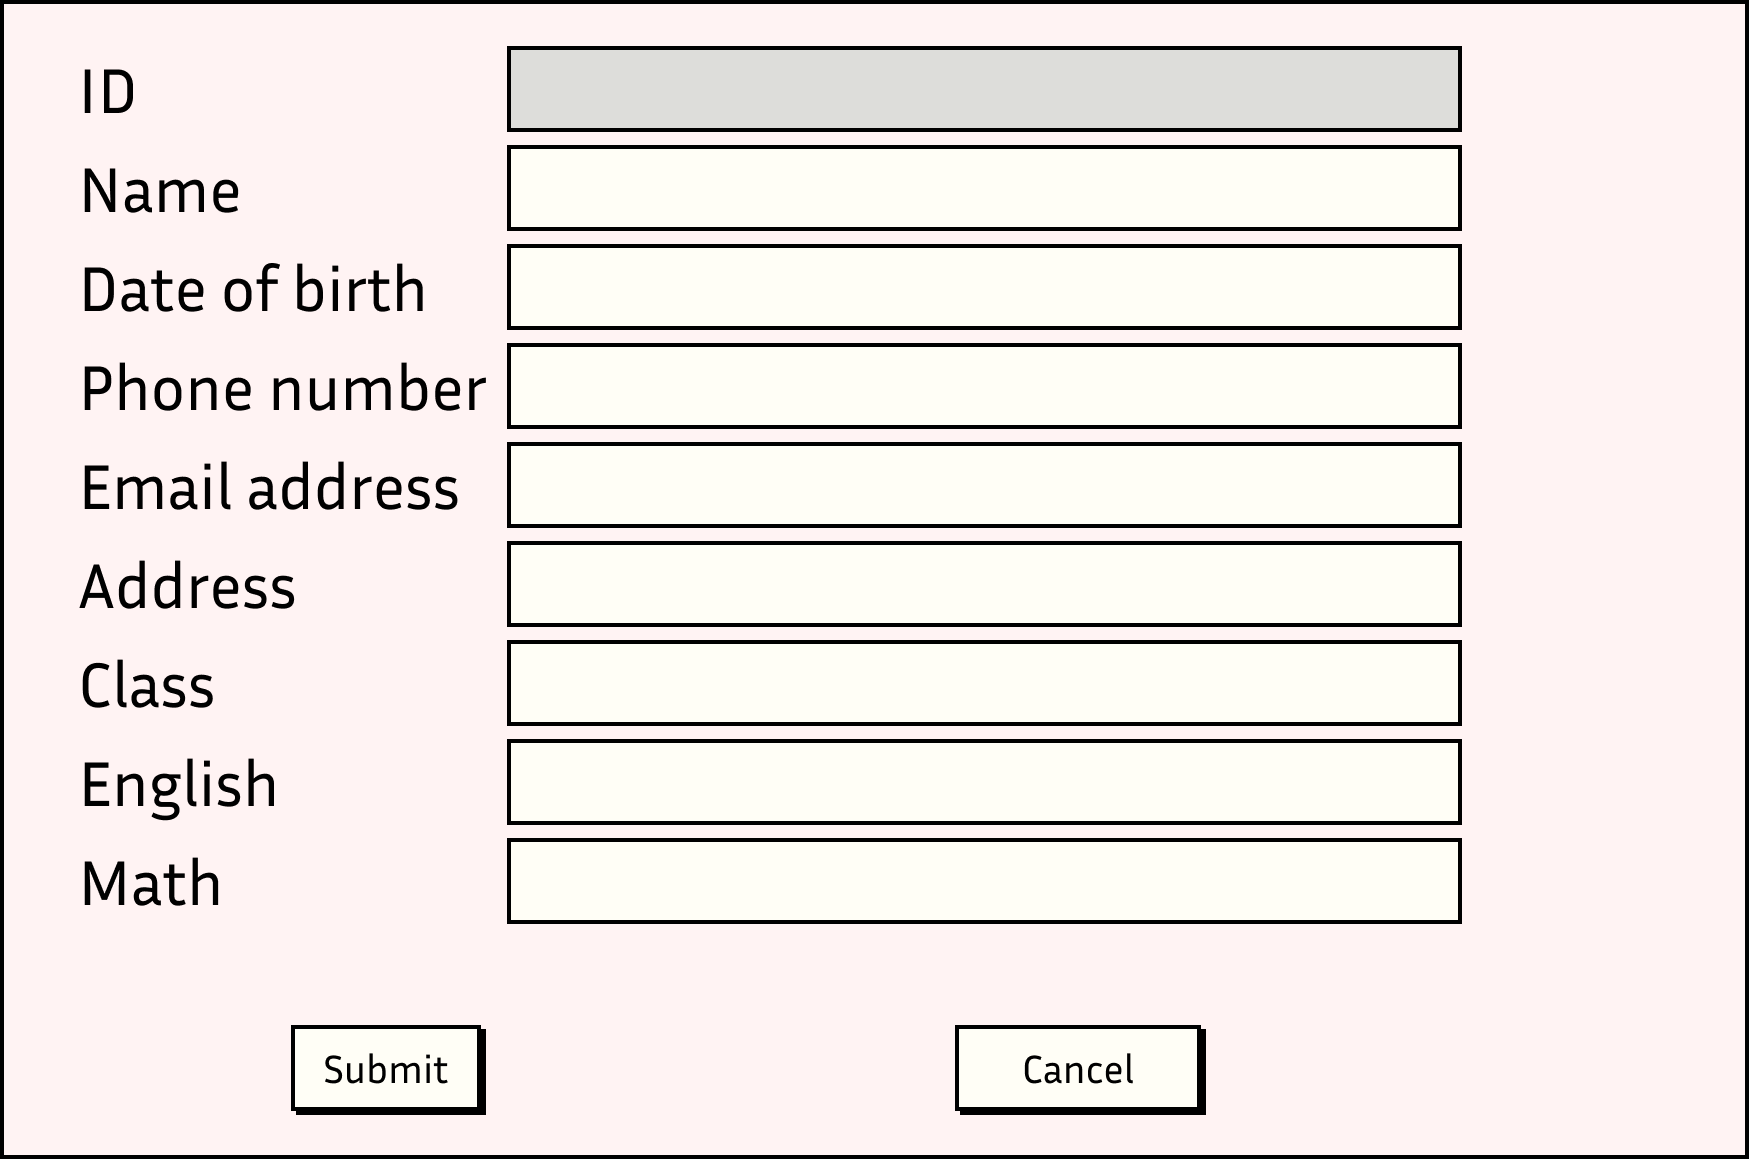 ID
Name
Date of birth
Phone number
Email address
Address
Class
English
Math
Submit
Cancel